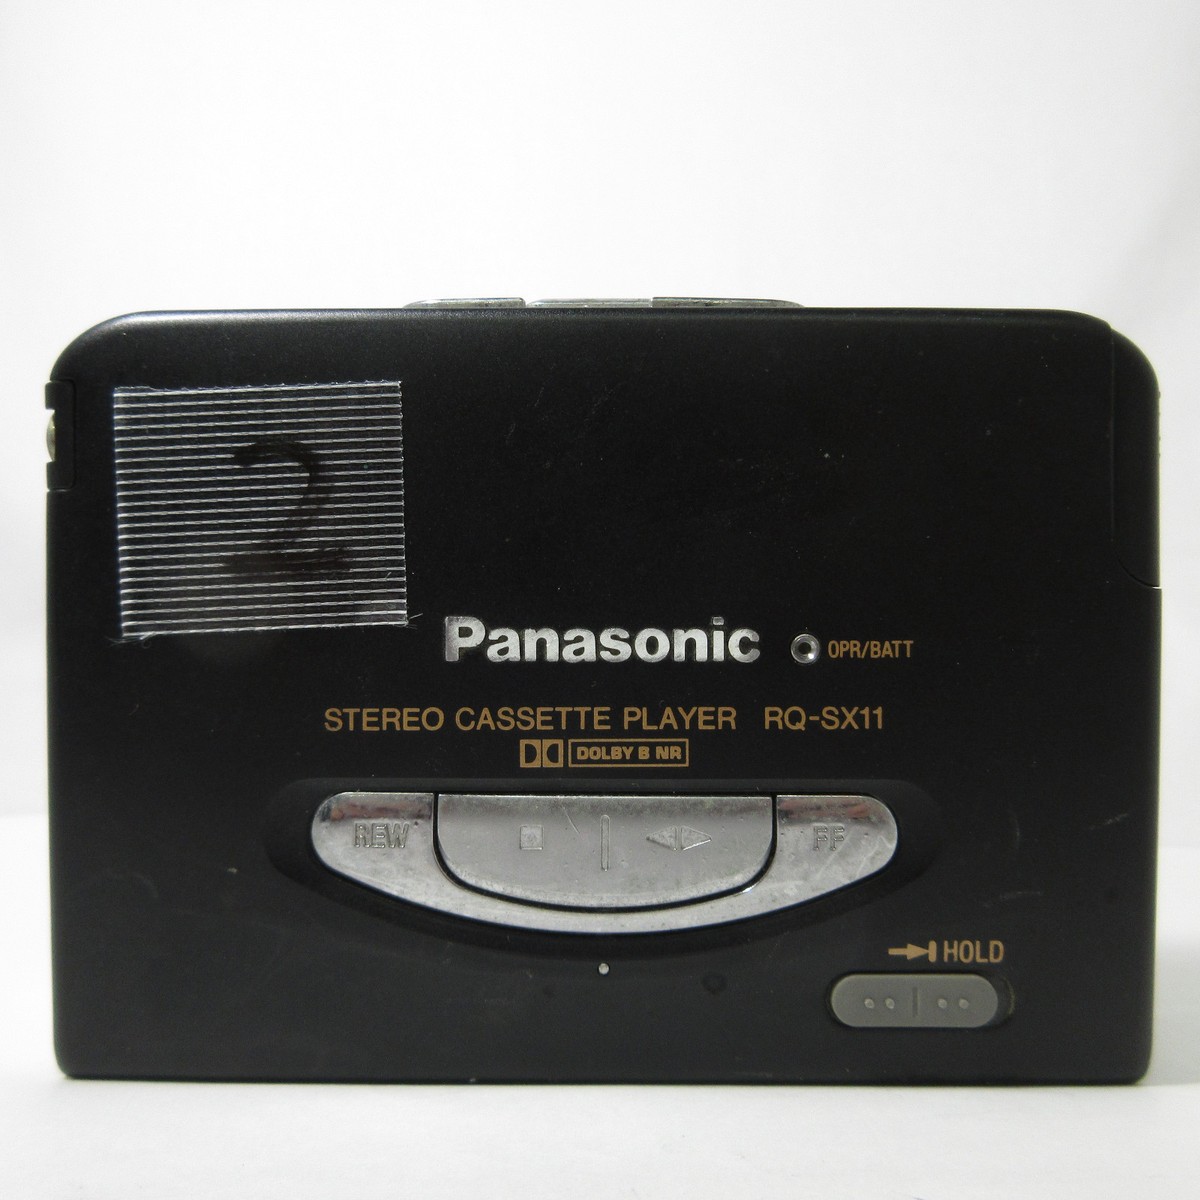 2
Panasonic OPR/BATT
STEREO CASSETTE PLAYER RQ-SX11
DOLBY B NR
REW FF
HOLD